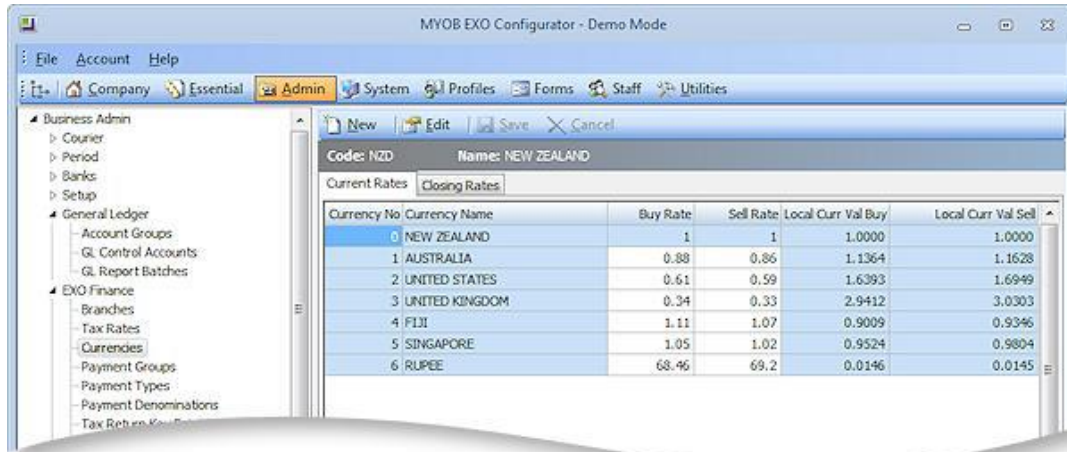 MYOB EXO Configurator - Demo Mode
File Account Help
Company Essential Admin System Profiles Forms Staff Utilities
Business Admin
Courier
Period
Banks
Setup
General Ledger
Account Groups
GL Control Accounts
GL Report Batches
EXO Finance
Branches
Tax Rates
Currencies
Payment Groups
Payment Types
Payment Denominations
Tax Return
New Edit Save Cancel
Code: NZD Name: NEW ZEALAND
Current Rates Closing Rates
Currency No Currency Name Buy Rate Sell Rate Local Curr Val Buy Local Curr Val Sell
0 NEW ZEALAND 1 1 1.0000 1.0000
1 AUSTRALIA 0.88 0.86 1.1364 1.1628
2 UNITED STATES 0.61 0.59 1.6393 1.6949
3 UNITED KINGDOM 0.34 0.33 2.9412 3.0303
4 FIJI 1.11 1.07 0.9009 0.9346
5 SINGAPORE 1.05 1.02 0.9524 0.9804
6 RUPEE 68.46 69.2 0.0146 0.0145